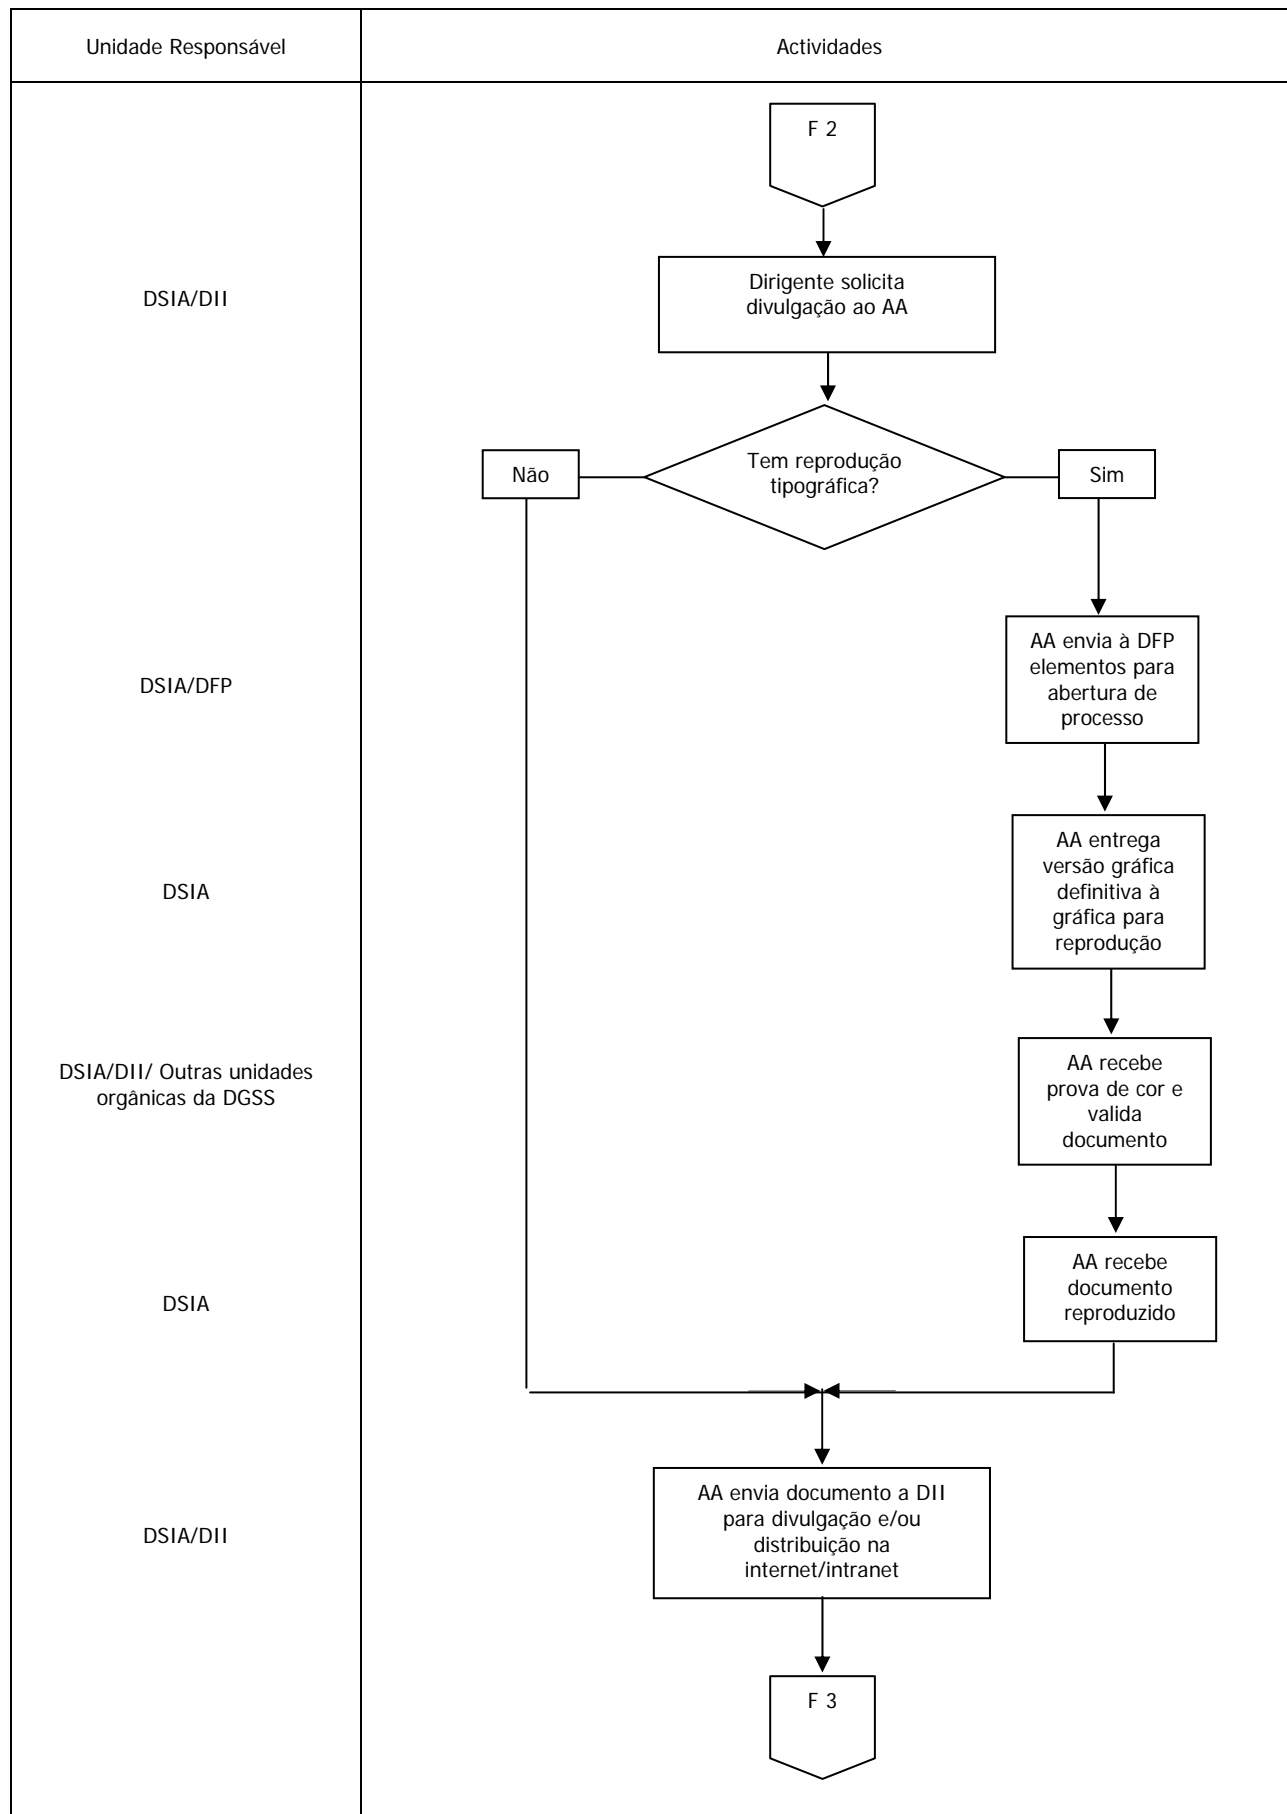 Unidade Responsável
Actividades
F 2
DSIA/DII
Dirigente solicita
divulgação ao AA
Não
Tem reprodução
tipográfica?
Sim
DSIA/DFP
AA envia à DFP
elementos para
abertura de
processo
DSIA
AA entrega
versão gráfica
definitiva à
gráfica para
reprodução
DSIA/DII/ Outras unidades
orgânicas da DGSS
AA recebe
prova de cor e
valida
documento
DSIA
AA recebe
documento
reproduzido
DSIA/DII
AA envia documento a DII
para divulgação e/ou
distribuição na
internet/intranet
F 3